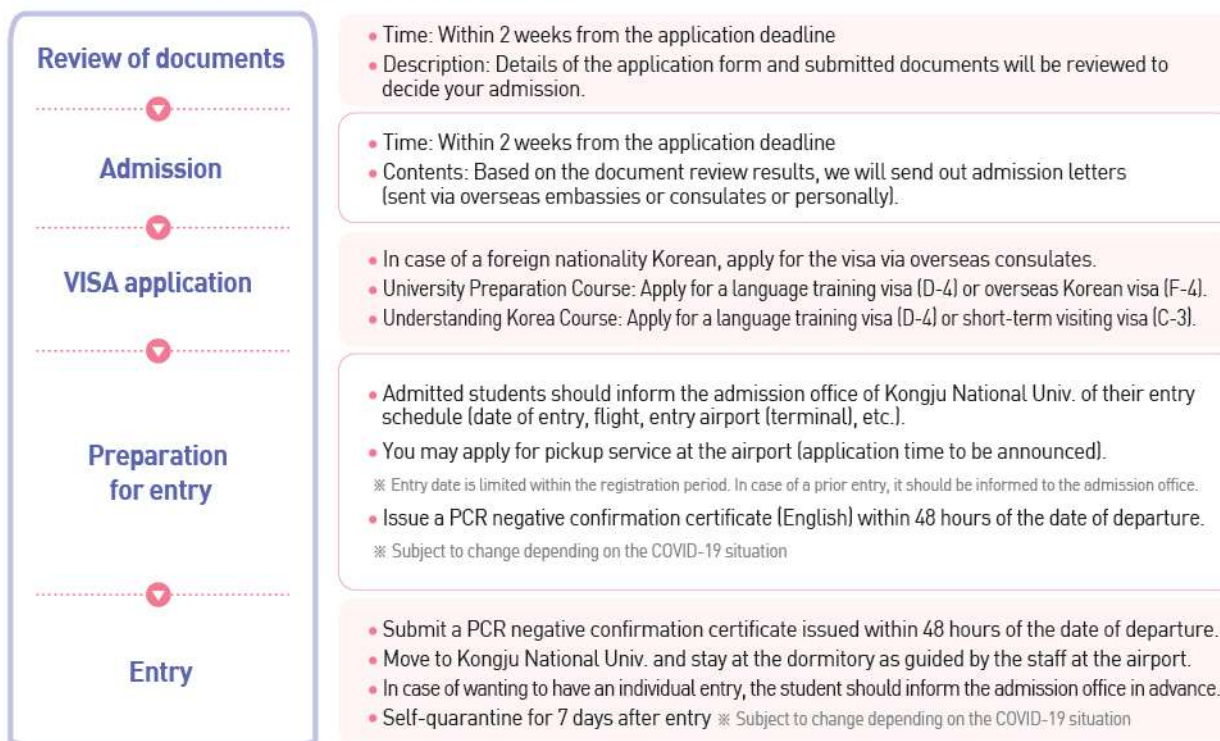 Review of documents
• Time: Within 2 weeks from the application deadline
• Description: Details of the application form and submitted documents will be reviewed to
decide your admission.
Admission
• Time: Within 2 weeks from the application deadline
• Contents: Based on the document review results, we will send out admission letters
(sent via overseas embassies or consulates or personally).
VISA application
• In case of a foreign nationality Korean, apply for the visa via overseas consulates.
• University Preparation Course: Apply for a language training visa (D-4) or overseas Korean visa (F-4).
• Understanding Korea Course: Apply for a language training visa (D-4) or short-term visiting visa (C-3).
Preparation
for entry
• Admitted students should inform the admission office of Kongju National Univ. of their entry
schedule (date of entry, flight, entry airport (terminal), etc.).
• You may apply for pickup service at the airport (application time to be announced).
※ Entry date is limited within the registration period. In case of a prior entry, it should be informed to the admission office.
• Issue a PCR negative confirmation certificate (English) within 48 hours of the date of departure.
※ Subject to change depending on the COVID-19 situation
Entry
• Submit a PCR negative confirmation certificate issued within 48 hours of the date of departure.
• Move to Kongju National Univ. and stay at the dormitory as guided by the staff at the airport.
• In case of wanting to have an individual entry, the student should inform the admission office in advance.
• Self-quarantine for 7 days after entry ※ Subject to change depending on the COVID-19 situation